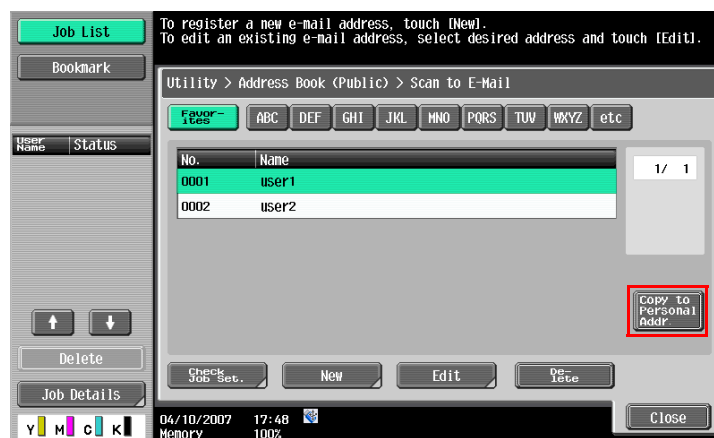 Job List
Bookmark
User Name Status
Delete
Job Details
Y M C K
To register a new e-mail address, touch [New].
To edit an existing e-mail address, select desired address and touch [Edit].
Utility > Address Book (Public) > Scan to E-Mail
Favor-
ites
ABC DEF GHI JKL MNO PQRS TUV WXYZ etc
No. Name
0001 user1
0002 user2
1/ 1
Copy to
Personal
Addr.
Check
Job Set.
New
Edit
De-
lete
04/10/2007 17:48
Memory 100%
Close